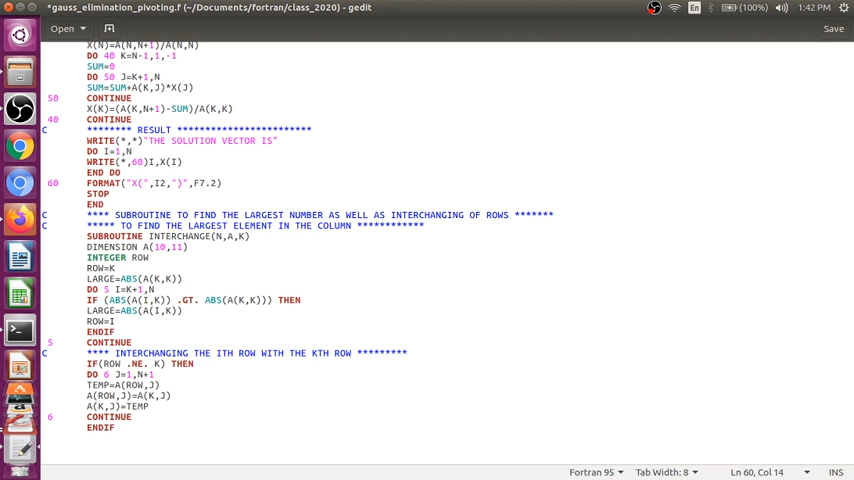 *gauss_elimination_pivoting.f (~/Documents/fortran/class_2020) - gedit
En (100%) 1:42 PM
Open Save
X(N)=A(N,N+1)/A(N,N)
DO 40 K=N-1,1,-1
SUM=0
DO 50 J=K+1,N
SUM=SUM+A(K,J)*X(J)
50 CONTINUE
X(K)=(A(K,N+1)-SUM)/A(K,K)
40 CONTINUE
C ******** RESULT ************************
WRITE(*,*)"THE SOLUTION VECTOR IS"
DO I=1,N
WRITE(*,60)I,X(I)
END DO
60 FORMAT("X(",I2,")",F7.2)
STOP
END
C **** SUBROUTINE TO FIND THE LARGEST NUMBER AS WELL AS INTERCHANGING OF ROWS *******
C ***** TO FIND THE LARGEST ELEMENT IN THE COLUMN ************
SUBROUTINE INTERCHANGE(N,A,K)
DIMENSION A(10,11)
INTEGER ROW
ROW=K
LARGE=ABS(A(K,K))
DO 5 I=K+1,N
IF (ABS(A(I,K)) .GT. ABS(A(K,K))) THEN
LARGE=ABS(A(I,K))
ROW=I
ENDIF
5 CONTINUE
C **** INTERCHANGING THE ITH ROW WITH THE KTH ROW *********
IF(ROW .NE. K) THEN
DO 6 J=1,N+1
TEMP=A(ROW,J)
A(ROW,J)=A(K,J)
A(K,J)=TEMP
6 CONTINUE
ENDIF
Fortran 95 Tab Width: 8 Ln 60, Col 14 INS